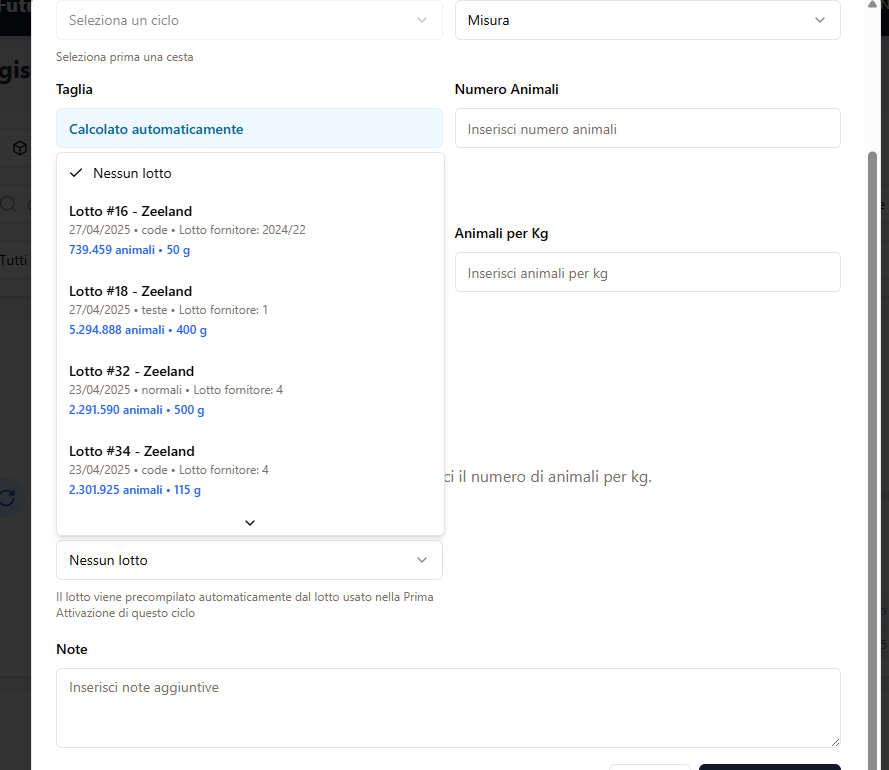 Futu
Seleziona un ciclo
Misura
Seleziona prima una cesta
gis
Taglia
Numero Animali
Calcolato automaticamente
Inserisci numero animali
Nessun lotto
Lotto #16 - Zeeland
27/04/2025 • code • Lotto fornitore: 2024/22
739.459 animali • 50 g
Animali per Kg
Tutti
Inserisci animali per kg
Lotto #18 - Zeeland
27/04/2025 • teste • Lotto fornitore: 1
5.294.888 animali • 400 g
Lotto #32 - Zeeland
23/04/2025 • normali • Lotto fornitore: 4
2.291.590 animali • 500 g
Lotto #34 - Zeeland
23/04/2025 • code • Lotto fornitore: 4
2.301.925 animali • 115 g
ci il numero di animali per kg.
Nessun lotto
Il lotto viene precompilato automaticamente dal lotto usato nella Prima
Attivazione di questo ciclo
Note
Inserisci note aggiuntive